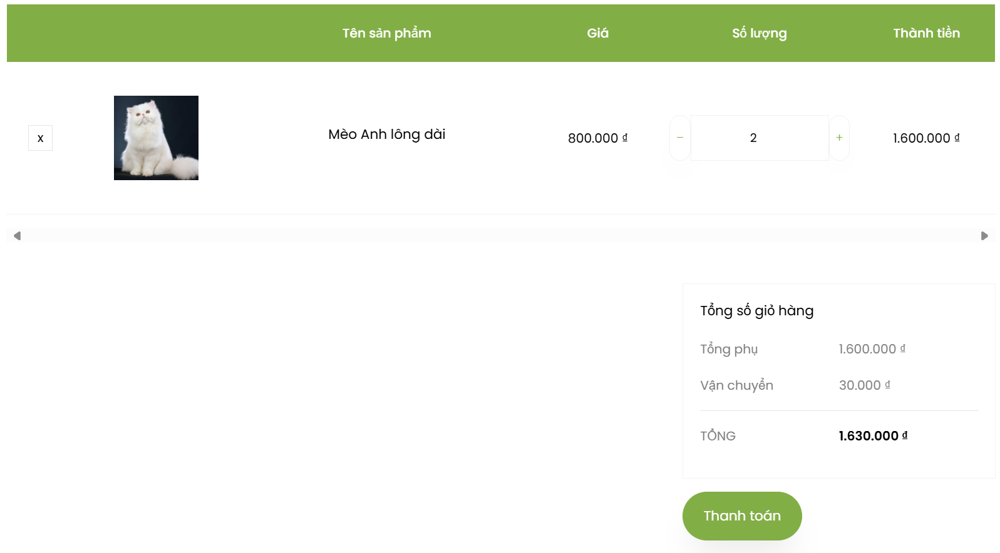 Tên sản phẩm Giá Số lượng Thành tiền
x Mèo Anh lông dài 800.000 ₫ − 2 + 1.600.000 ₫
Tổng số giỏ hàng
Tổng phụ 1.600.000 ₫
Vận chuyển 30.000 ₫
TỔNG 1.630.000 ₫
Thanh toán